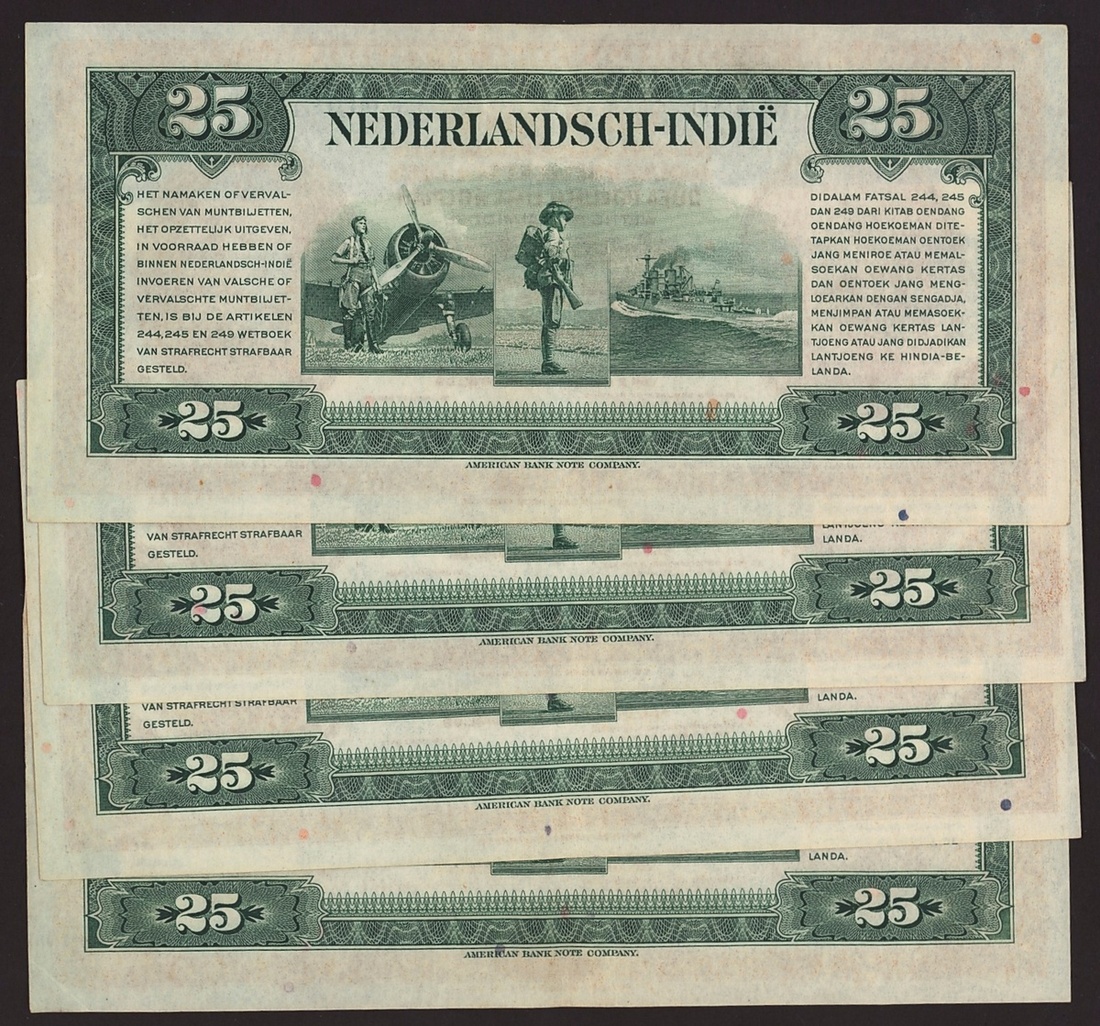 25 25
NEDERLANDSCH-INDIË
HET NAMAKEN OF VERVAL-
SCHEN VAN MUNTBILJETTEN,
HET OPZETTELIJK UITGEVEN,
IN VOORRAAD HEBBEN OF
BINNEN NEDERLANDSCH-INDIË
INVOEREN VAN VALSCHE OF
VERVALSCHTE MUNTBILJET-
TEN, IS BIJ DE ARTIKELEN
244, 245 EN 249 WETBOEK
VAN STRAFRECHT STRAFBAAR
GESTELD.
DIDALAM FATSAL 244, 245
DAN 249 DARI KITAB OENDANG
OENDANG HOEKOEMAN DITE-
TAPKAN HOEKOEMAN OENTOEK
JANG MENIROE ATAU MEMAL-
SOEKAN OEWANG KERTAS
DAN OENTOEK JANG MENG-
LOEARKAN DENGAN SENGADJA,
MENJIMPAN ATAU MEMASOEK-
KAN OEWANG KERTAS LAN-
TJOENG ATAU JANG DIDJADIKAN
LANTJOENG KE HINDIA-BE-
LANDA.
25 25
AMERICAN BANK NOTE COMPANY.
VAN STRAFRECHT STRAFBAAR
GESTELD.
LANDA.
25 25
AMERICAN BANK NOTE COMPANY.
VAN STRAFRECHT STRAFBAAR
GESTELD.
LANDA.
25 25
AMERICAN BANK NOTE COMPANY.
LANDA.
25 25
AMERICAN BANK NOTE COMPANY.